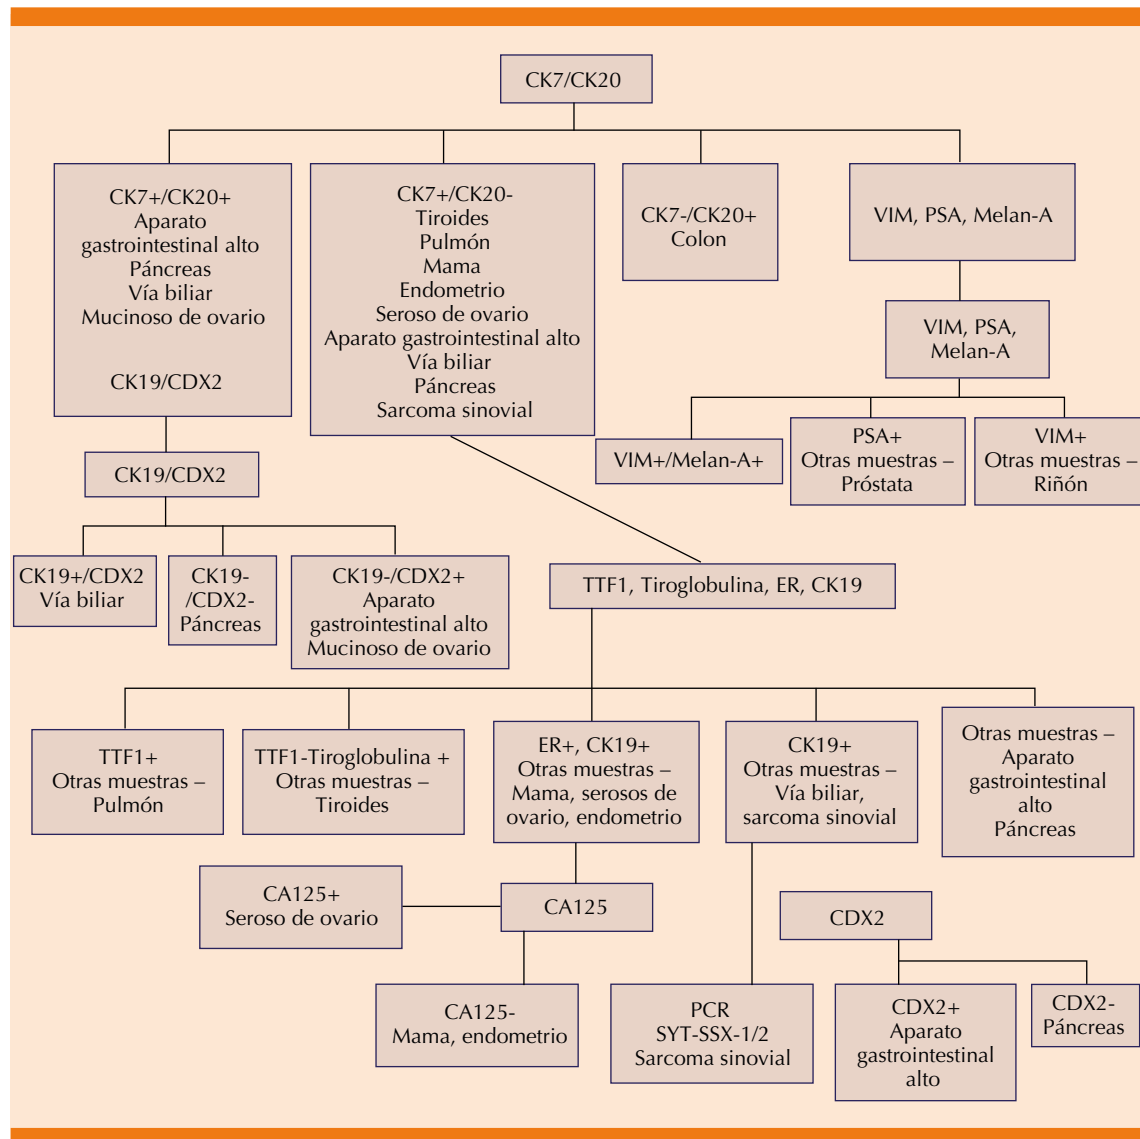 CK7/CK20
CK7+/CK20+
Aparato
gastrointestinal alto
Páncreas
Vía biliar
Mucinoso de ovario
CK19/CDX2
CK7+/CK20-
Tiroides
Pulmón
Mama
Endometrio
Seroso de ovario
Aparato gastrointestinal alto
Vía biliar
Páncreas
Sarcoma sinovial
CK7-/CK20+
Colon
VIM, PSA, Melan-A
VIM, PSA,
Melan-A
VIM+/Melan-A+
PSA+
Otras muestras –
Próstata
VIM+
Otras muestras –
Riñón
CK19/CDX2
CK19+/CDX2
Vía biliar
CK19-
/CDX2-
Páncreas
CK19-/CDX2+
Aparato
gastrointestinal alto
Mucinoso de ovario
TTF1, Tiroglobulina, ER, CK19
TTF1+
Otras muestras –
Pulmón
TTF1-Tiroglobulina +
Otras muestras –
Tiroides
ER+, CK19+
Otras muestras –
Mama, serosos de
ovario, endometrio
CK19+
Otras muestras –
Vía biliar,
sarcoma sinovial
Otras muestras –
Aparato
gastrointestinal
alto
Páncreas
CA125+
Seroso de ovario
CA125
CDX2
CA125-
Mama, endometrio
PCR
SYT-SSX-1/2
Sarcoma sinovial
CDX2+
Aparato
gastrointestinal
alto
CDX2-
Páncreas